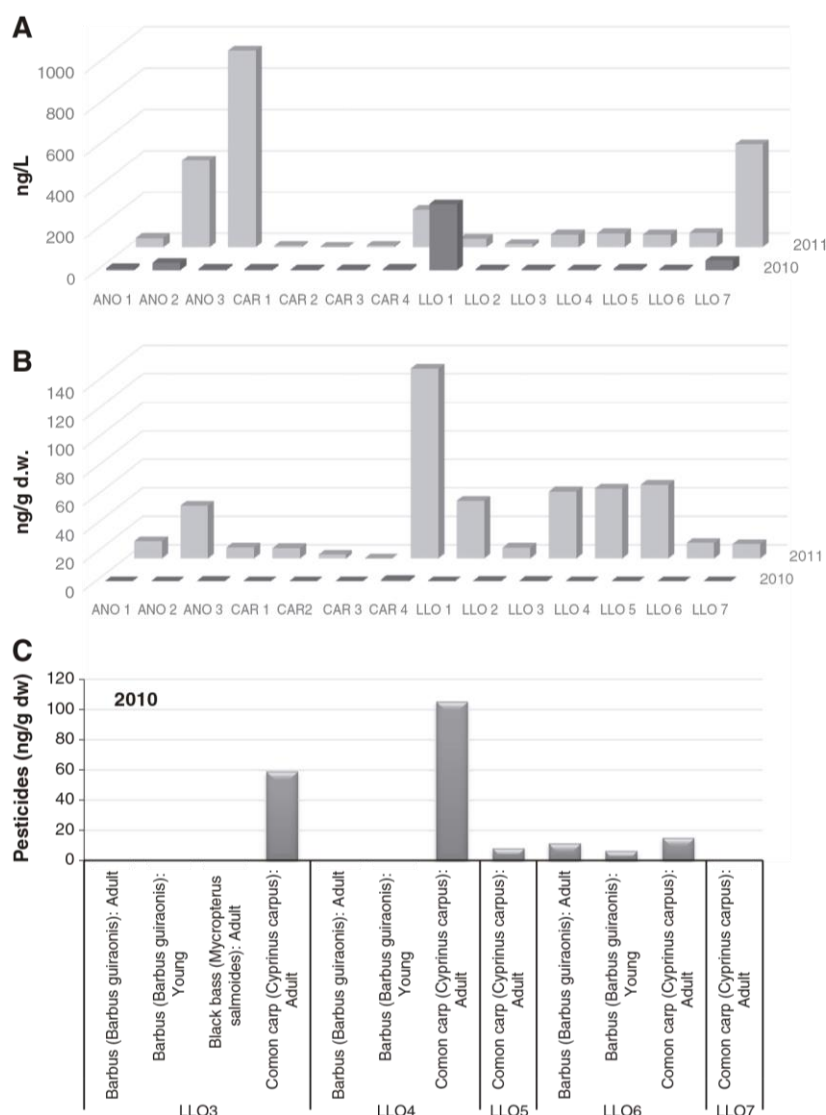 A
1000
800
600
400
200
0
ng/L
2011
2010
ANO 1 ANO 2 ANO 3 CAR 1 CAR 2 CAR 3 CAR 4 LLO 1 LLO 2 LLO 3 LLO 4 LLO 5 LLO 6 LLO 7
B
140
120
100
80
60
40
20
0
ng/g d.w.
2011
2010
ANO 1 ANO 2 ANO 3 CAR 1 CAR2 CAR 3 CAR 4 LLO 1 LLO 2 LLO 3 LLO 4 LLO 5 LLO 6 LLO 7
C
Pesticides (ng/g dw)
120
100
80
60
40
20
0
2010
Barbus (Barbus guiraonis): Adult
Barbus (Barbus guiraonis):
Young
Black bass (Mycropterus
salmoides): Adult
Comon carp (Cyprinus carpus):
Adult
Barbus (Barbus guiraonis): Adult
Barbus (Barbus guiraonis):
Young
Comon carp (Cyprinus carpus):
Adult
Comon carp (Cyprinus carpus):
Adult
Barbus (Barbus guiraonis): Adult
Barbus (Barbus guiraonis):
Young
Comon carp (Cyprinus carpus):
Adult
Comon carp (Cyprinus carpus):
Adult
LLO3 LLO4 LLO5 LLO6 LLO7